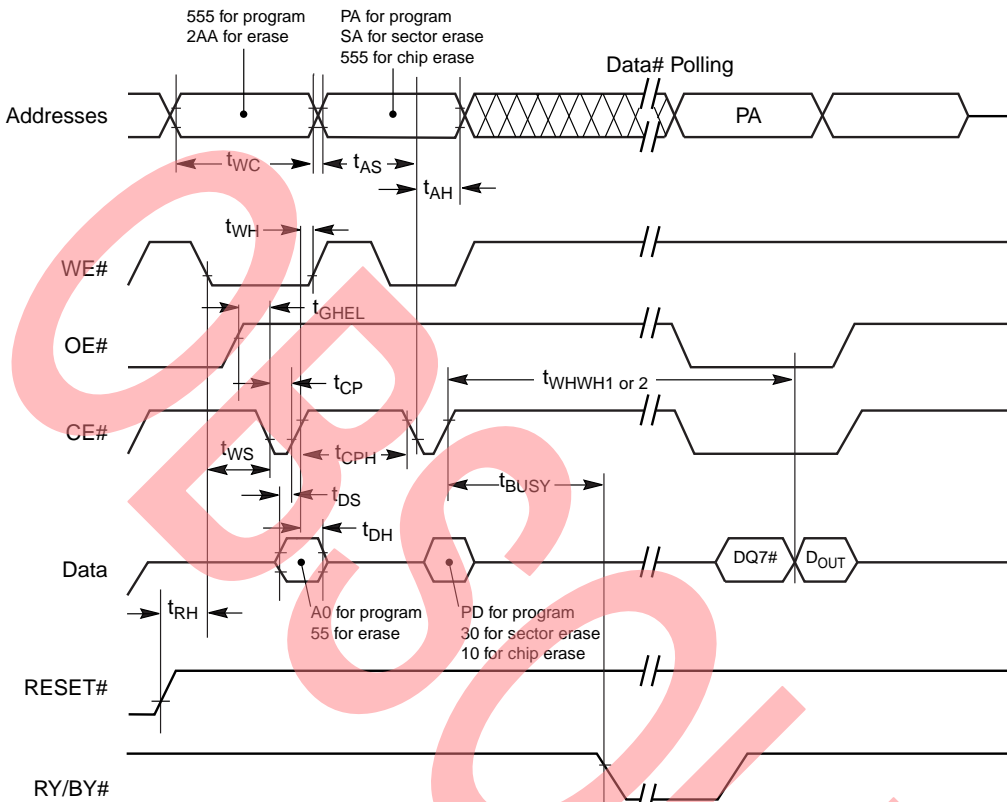 555 for program
2AA for erase
PA for program
SA for sector erase
555 for chip erase
Data# Polling
Addresses
PA
tWC
tAS
tAH
tWH
WE#
tGHEL
OE#
tCP
tWHWH1 or 2
CE#
tWS
tCPH
tBUSY
tDS
tDH
Data
DQ7#
DOUT
tRH
A0 for program
55 for erase
PD for program
30 for sector erase
10 for chip erase
RESET#
RY/BY#
OBSOL